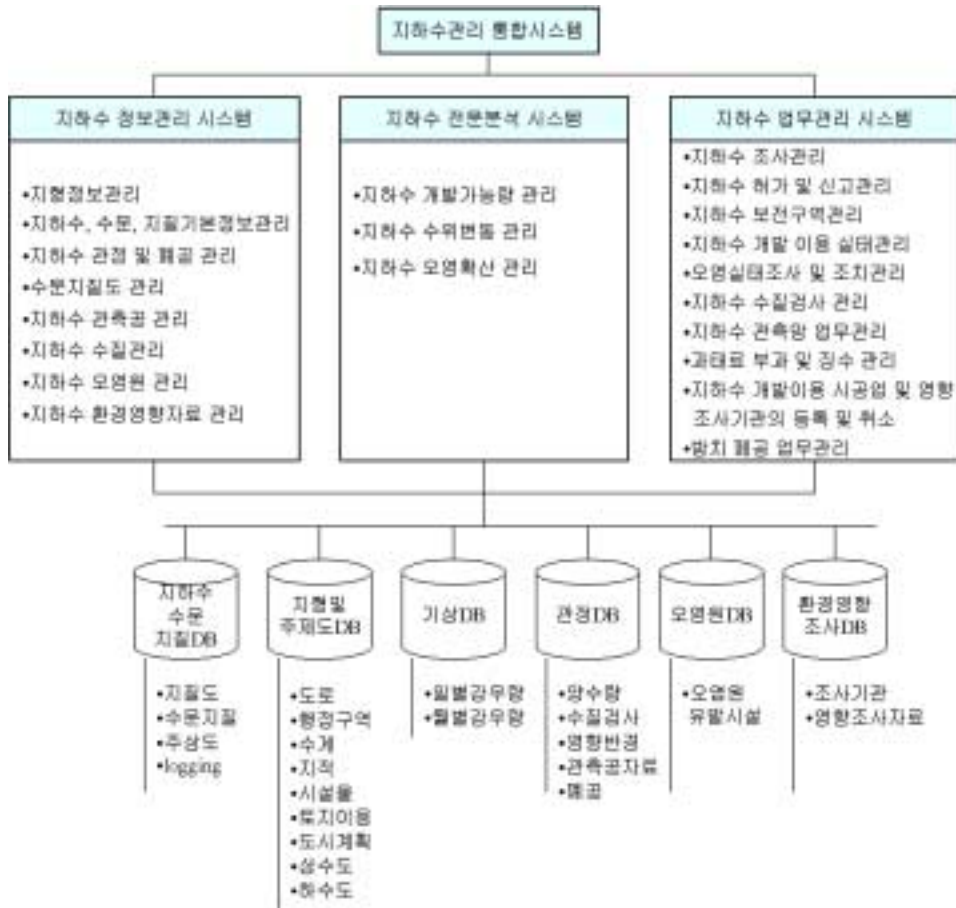 지하수관리 통합시스템
지하수 정보관리 시스템
•지형정보관리
•지하수, 수문, 지질기본정보관리
•지하수 관정 및 폐공 관리
•수문지질도 관리
•지하수 관측공 관리
•지하수 수질관리
•지하수 오염원 관리
•지하수 환경영향자료 관리
지하수 전문분석 시스템
•지하수 개발가능량 관리
•지하수 수위변동 관리
•지하수 오염확산 관리
지하수 업무관리 시스템
•지하수 조사관리
•지하수 허가 및 신고관리
•지하수 보전구역관리
•지하수 개발 이용 실태관리
•오염실태조사 및 조치관리
•지하수 수질검사 관리
•지하수 관측망 업무관리
•과태료 부과 및 징수 관리
•지하수 개발이용 시공업 및 영향
조사기관의 등록 및 취소
•방치 폐공 업무관리
지하수
수문
지질DB
•지질도
•수문지질
•주상도
•logging
지형및
주제도DB
•도로
•행정구역
•수계
•지적
•시설물
•토지이용
•도시계획
•상수도
•하수도
기상DB
•일별강우량
•월별강우량
관정DB
•양수량
•수질검사
•영향반경
•관측공자료
•폐공
오염원DB
•오염원
유발시설
환경영향
조사DB
•조사기관
•영향조사자료